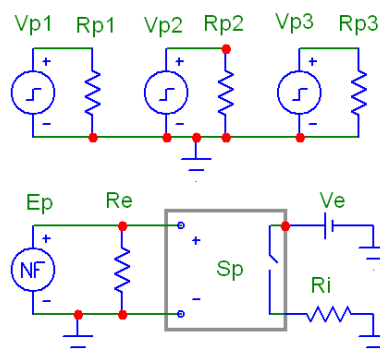 Vp1 Rp1 Vp2 Rp2 Vp3 Rp3
+ + +
- - -
Ep Re Ve
+
+ Sp
NF Ri
-
-